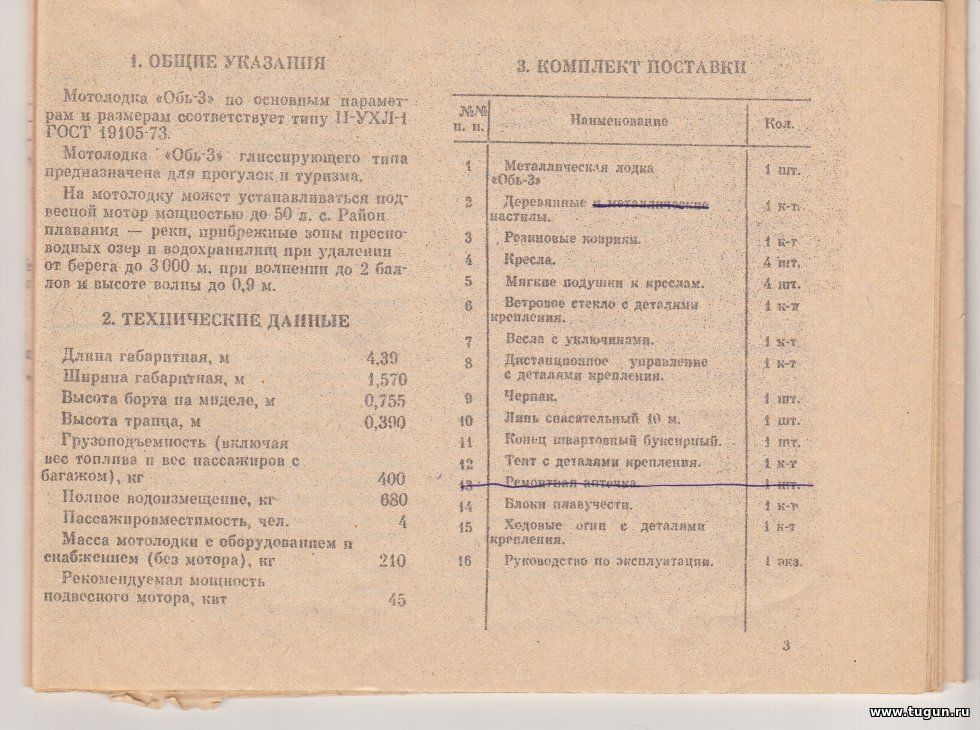 1. ОБЩИЕ УКАЗАНИЯ
Мотолодка «Обь-3» по основным парамет-
рам и размерам соответствует типу II-УХЛ-1
ГОСТ 19105-73.
Мотолодка «Обь-3» глиссирующего типа
предназначена для прогулок и туризма.
На мотолодку может устанавливаться под-
весной мотор мощностью до 50 л. с. Район
плавания — реки, прибрежные зоны пресно-
водных озер и водохранилищ при удалении
от берега до 3000 м, при волнении до 2 бал-
лов и высоте волны до 0,9 м.
2. ТЕХНИЧЕСКИЕ ДАННЫЕ
Длина габаритная, м 4.39
Ширина габаритная, м 1,570
Высота борта на миделе, м 0,755
Высота транца, м 0,390
Грузоподъемность (включая
вес топлива и вес пассажиров с
багажом), кг 400
Полное водоизмещение, кг 680
Пассажировместимость, чел. 4
Масса мотолодки с оборудованием и
снабжением (без мотора), кг 210
Рекомендуемая мощность
подвесного мотора, квт 45
3. КОМПЛЕКТ ПОСТАВКИ
№№ Наименование Кол.
п. п.
1 Металлическая лодка 1 шт.
«Обь-3»
2 Деревянные и металлические 1 к-т
настилы.
3 Резиновые коврики. 1 к-т
4 Кресла. 4 шт.
5 Мягкие подушки к креслам. 4 шт.
6 Ветровое стекло с деталями 1 к-т
крепления.
7 Весла с уключинами. 1 к-т
8 Дистанционное управление 1 к-т
с деталями крепления.
9 Черпак. 1 шт.
10 Линь спасательный 10 м. 1 шт.
11 Конец швартовный буксирный. 1 шт.
12 Тент с деталями крепления. 1 к-т
13 Ремонтная аптечка. 1 шт.
14 Блоки плавучести. 1 к-т
15 Ходовые огни с деталями 1 к-т
крепления.
16 Руководство по эксплуатации. 1 экз.
3
www.tugun.ru